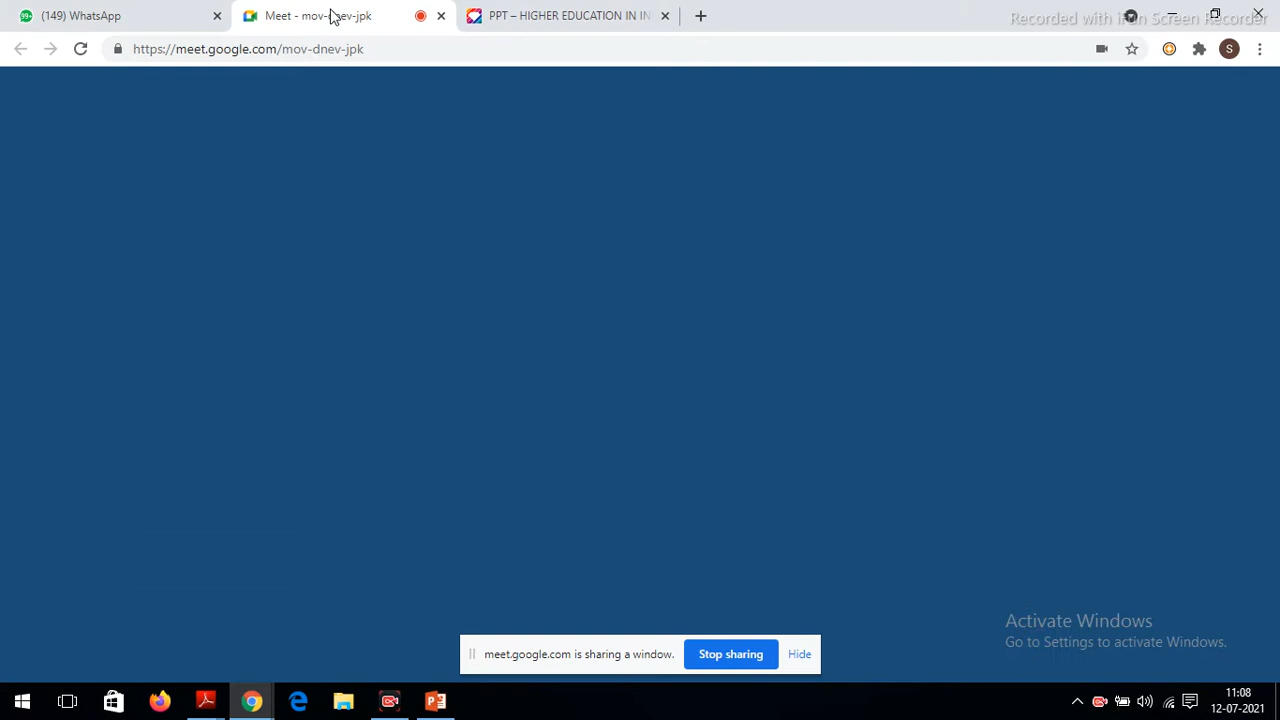 (149) WhatsApp
Meet - mov-dnev-jpk
PPT – HIGHER EDUCATION IN IN
Recorded with iFun Screen Recorder
https://meet.google.com/mov-dnev-jpk
S
99+
Activate Windows
Go to Settings to activate Windows.
meet.google.com is sharing a window.
Stop sharing
Hide
11:08
12-07-2021